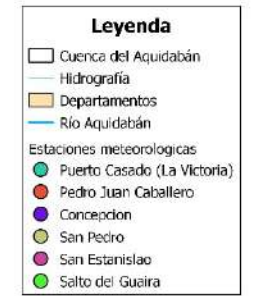 Leyenda
Cuenca del Aquidabán
Hidrografía
Departamentos
Río Aquidabán
Estaciones meteorologicas
Puerto Casado (La Victoria)
Pedro Juan Caballero
Concepcion
San Pedro
San Estanislao
Salto del Guaira